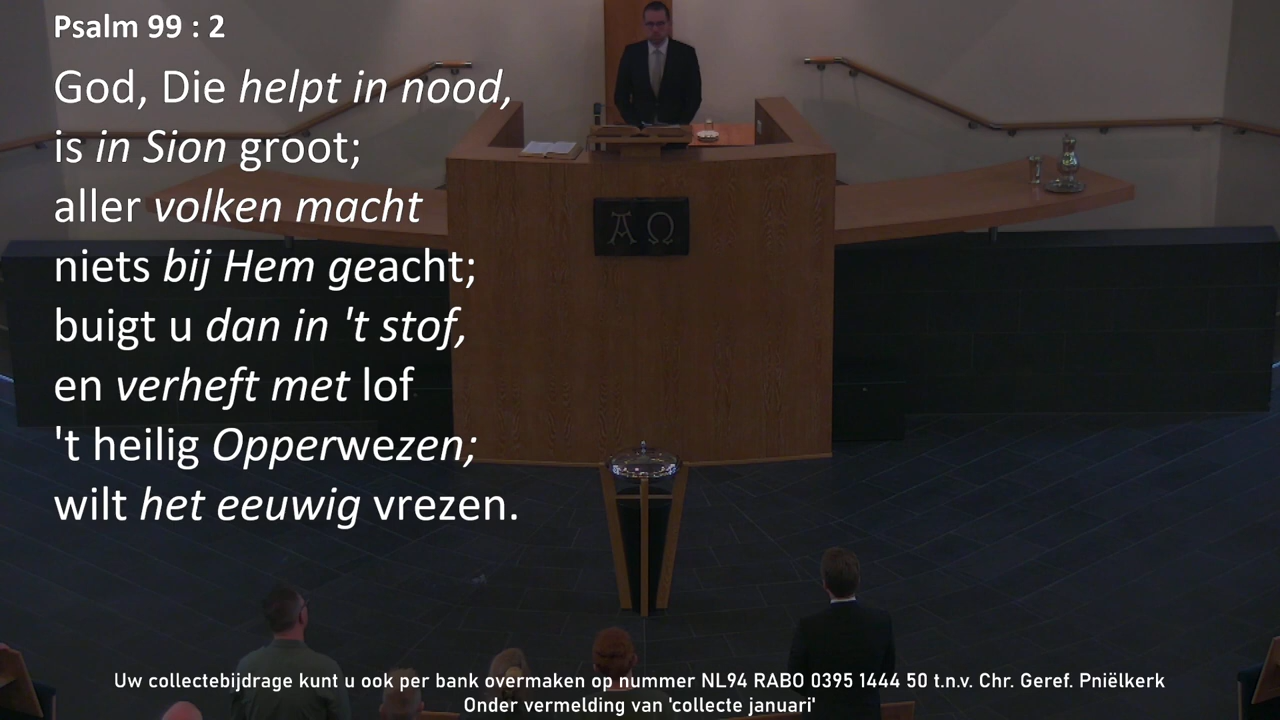 Psalm 99 : 2
God, Die helpt in nood,
is in Sion groot;
aller volken macht
niets bij Hem geacht;
buigt u dan in 't stof,
en verheft met lof
't heilig Opperwezen;
wilt het eeuwig vrezen.
Α Ω
Uw collectebijdrage kunt u ook per bank overmaken op nummer NL94 RABO 0395 1444 50 t.n.v. Chr. Geref. Pniëlkerk
Onder vermelding van 'collecte januari'